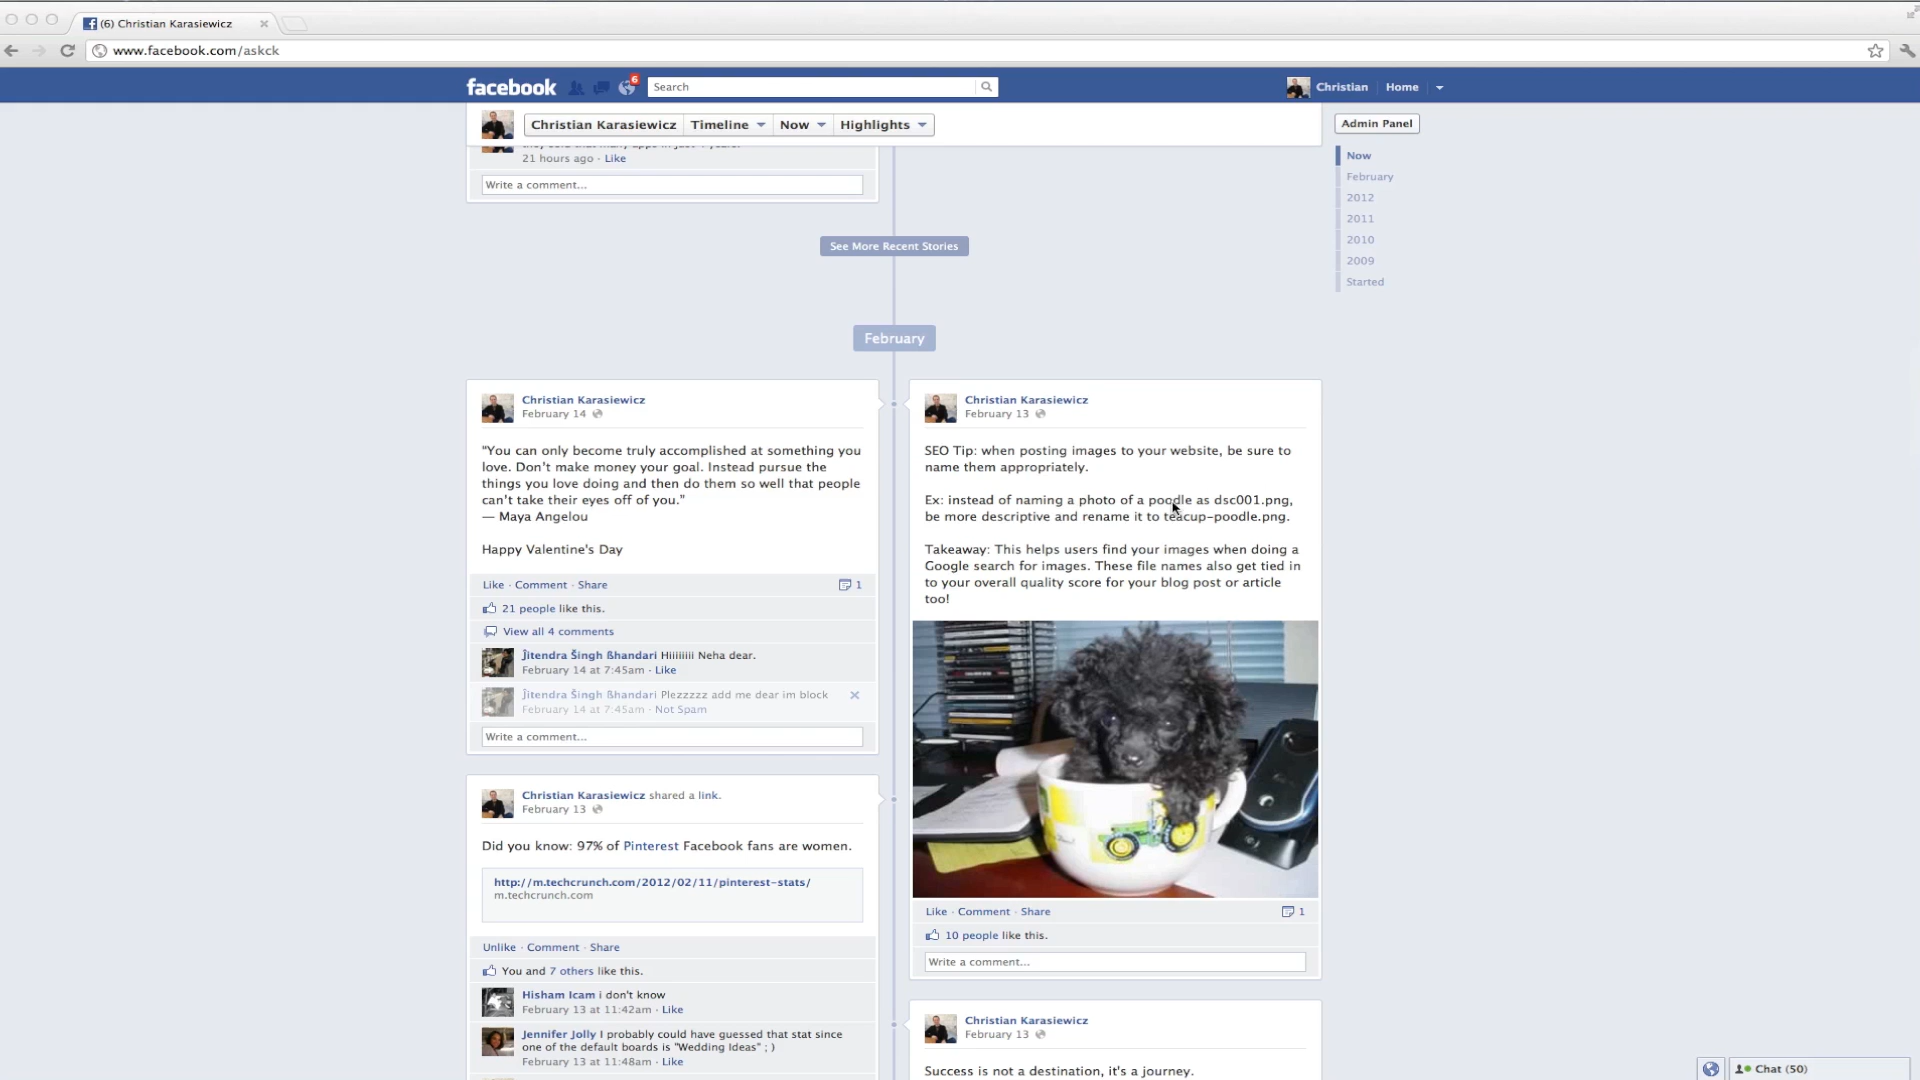 (6) Christian Karasiewicz
www.facebook.com/askck
facebook
6
Search
Christian
Home
Christian Karasiewicz
Timeline
Now
Highlights
Admin Panel
Now
February
2012
2011
2010
2009
Started
21 hours ago · Like
Write a comment...
See More Recent Stories
February
Christian Karasiewicz
February 14
"You can only become truly accomplished at something you
love. Don't make money your goal. Instead pursue the
things you love doing and then do them so well that people
can't take their eyes off of you."
— Maya Angelou
Happy Valentine's Day
Like · Comment · Share
1
21 people like this.
View all 4 comments
Ĵitendra Šingh ßhandari Hiiiiiiii Neha dear.
February 14 at 7:45am · Like
Ĵitendra Šingh ßhandari Plezzzzz add me dear im block
February 14 at 7:45am · Not Spam
Write a comment...
Christian Karasiewicz shared a link.
February 13
Did you know: 97% of Pinterest Facebook fans are women.
http://m.techcrunch.com/2012/02/11/pinterest-stats/
m.techcrunch.com
Unlike · Comment · Share
You and 7 others like this.
Hisham Icam i don't know
February 13 at 11:42am · Like
Jennifer Jolly I probably could have guessed that stat since
one of the default boards is "Wedding Ideas" ; )
February 13 at 11:48am · Like
Christian Karasiewicz
February 13
SEO Tip: when posting images to your website, be sure to
name them appropriately.
Ex: instead of naming a photo of a poodle as dsc001.png,
be more descriptive and rename it to teacup-poodle.png.
Takeaway: This helps users find your images when doing a
Google search for images. These file names also get tied in
to your overall quality score for your blog post or article
too!
Like · Comment · Share
1
10 people like this.
Write a comment...
Christian Karasiewicz
February 13
Success is not a destination, it's a journey.
Chat (50)